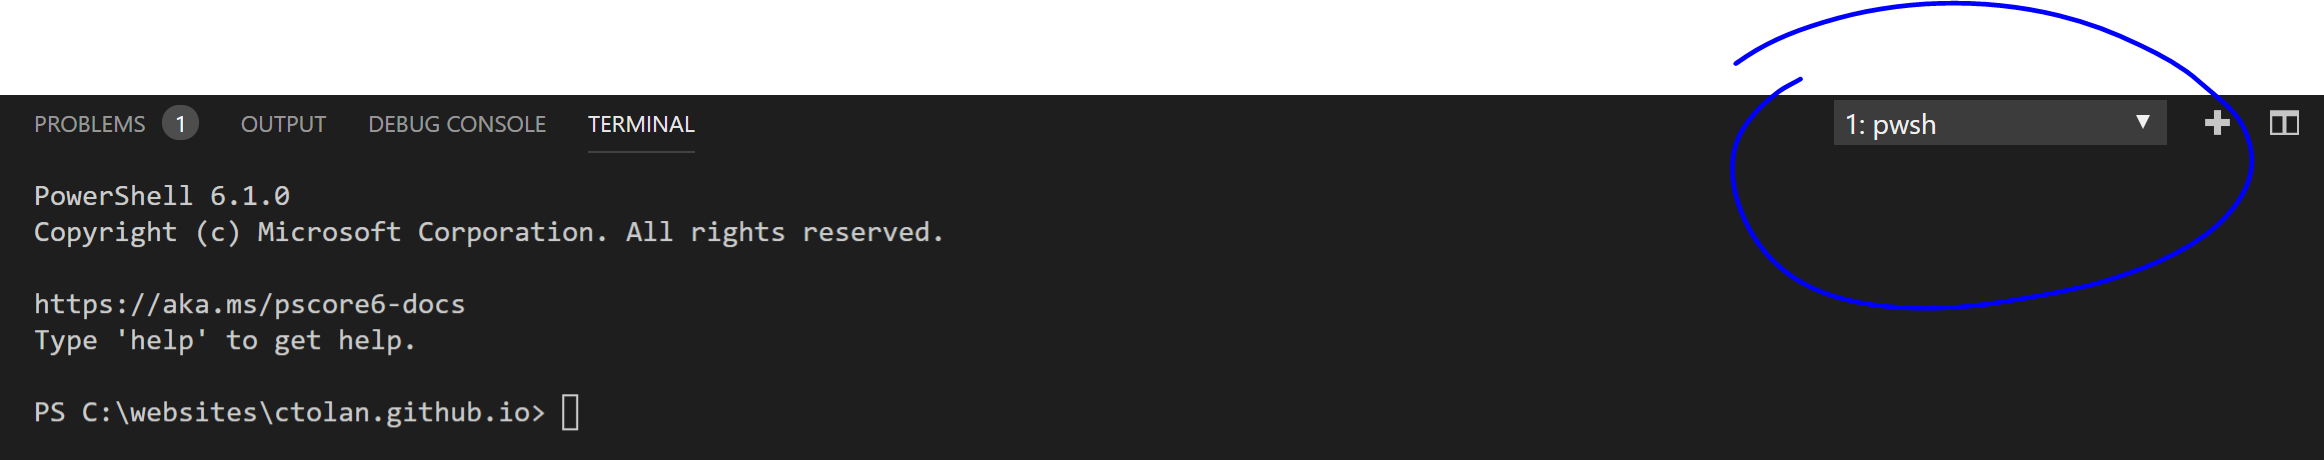 PROBLEMS 1 OUTPUT DEBUG CONSOLE TERMINAL 1: pwsh
PowerShell 6.1.0
Copyright (c) Microsoft Corporation. All rights reserved.
https://aka.ms/pscore6-docs
Type 'help' to get help.
PS C:\websites\ctolan.github.io>